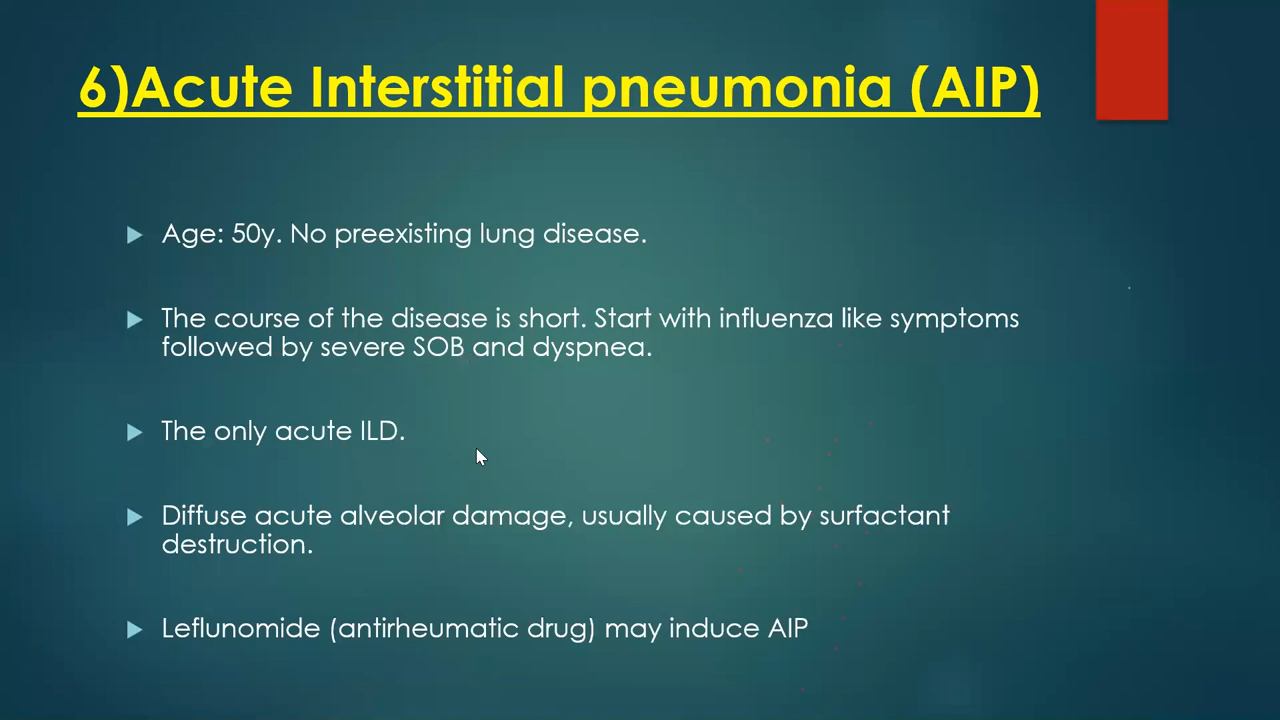 6)Acute Interstitial pneumonia (AIP)
Age: 50y. No preexisting lung disease.
The course of the disease is short. Start with influenza like symptoms
followed by severe SOB and dyspnea.
The only acute ILD.
Diffuse acute alveolar damage, usually caused by surfactant
destruction.
Leflunomide (antirheumatic drug) may induce AIP